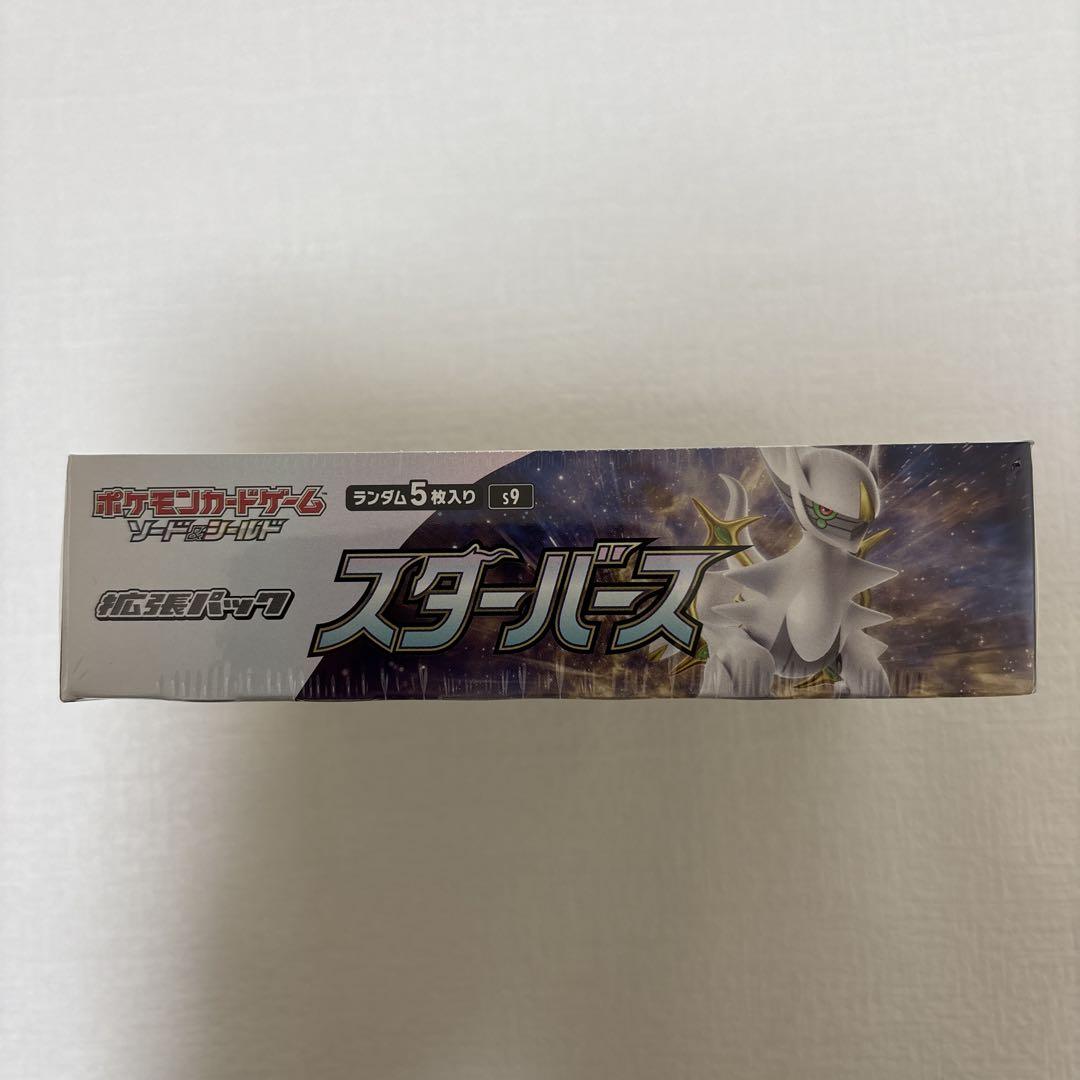 ポケモンカードゲーム
ソード&シールド
ランダム5枚入り S9
拡張パック
スターバース